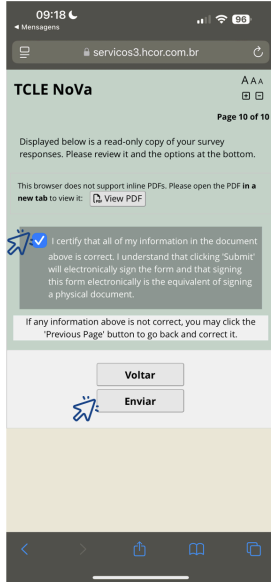 09:18
96
◄ Mensagens
servicos3.hcor.com.br
TCLE NoVa
A A A
Page 10 of 10
Displayed below is a read-only copy of your survey
responses. Please review it and the options at the bottom.
This browser does not support inline PDFs. Please open the PDF in a
new tab to view it: View PDF
I certify that all of my information in the document
above is correct. I understand that clicking 'Submit'
will electronically sign the form and that signing
this form electronically is the equivalent of signing
a physical document.
If any information above is not correct, you may click the
'Previous Page' button to go back and correct it.
Voltar
Enviar